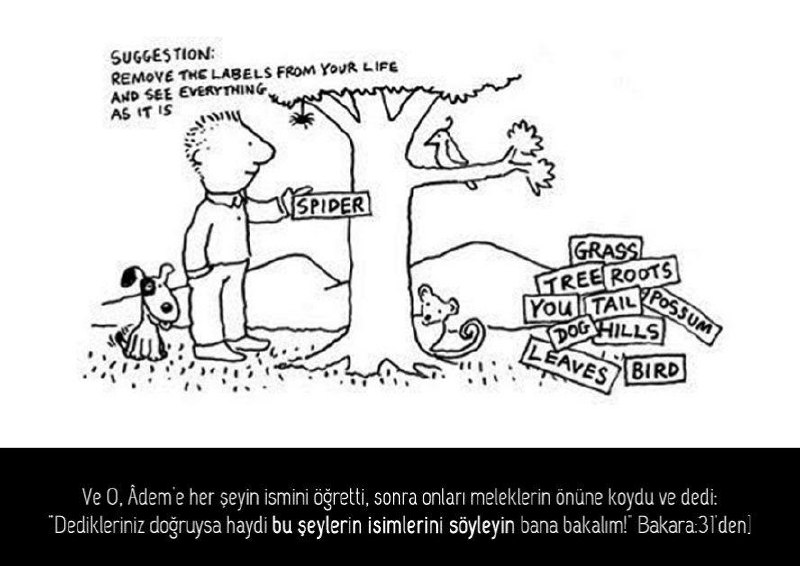 SUGGESTION:
REMOVE THE LABELS FROM YOUR LIFE
AND SEE EVERYTHING
AS IT IS
SPIDER
GRASS
TREE ROOTS
YOU TAIL POSSUM
DOG HILLS
LEAVES BIRD
Ve O, Âdem'e her şeyin ismini öğretti, sonra onları meleklerin önüne koydu ve dedi:
"Dedikleriniz doğruysa haydi bu şeylerin isimlerini söyleyin bana bakalım!" Bakara:31'den]